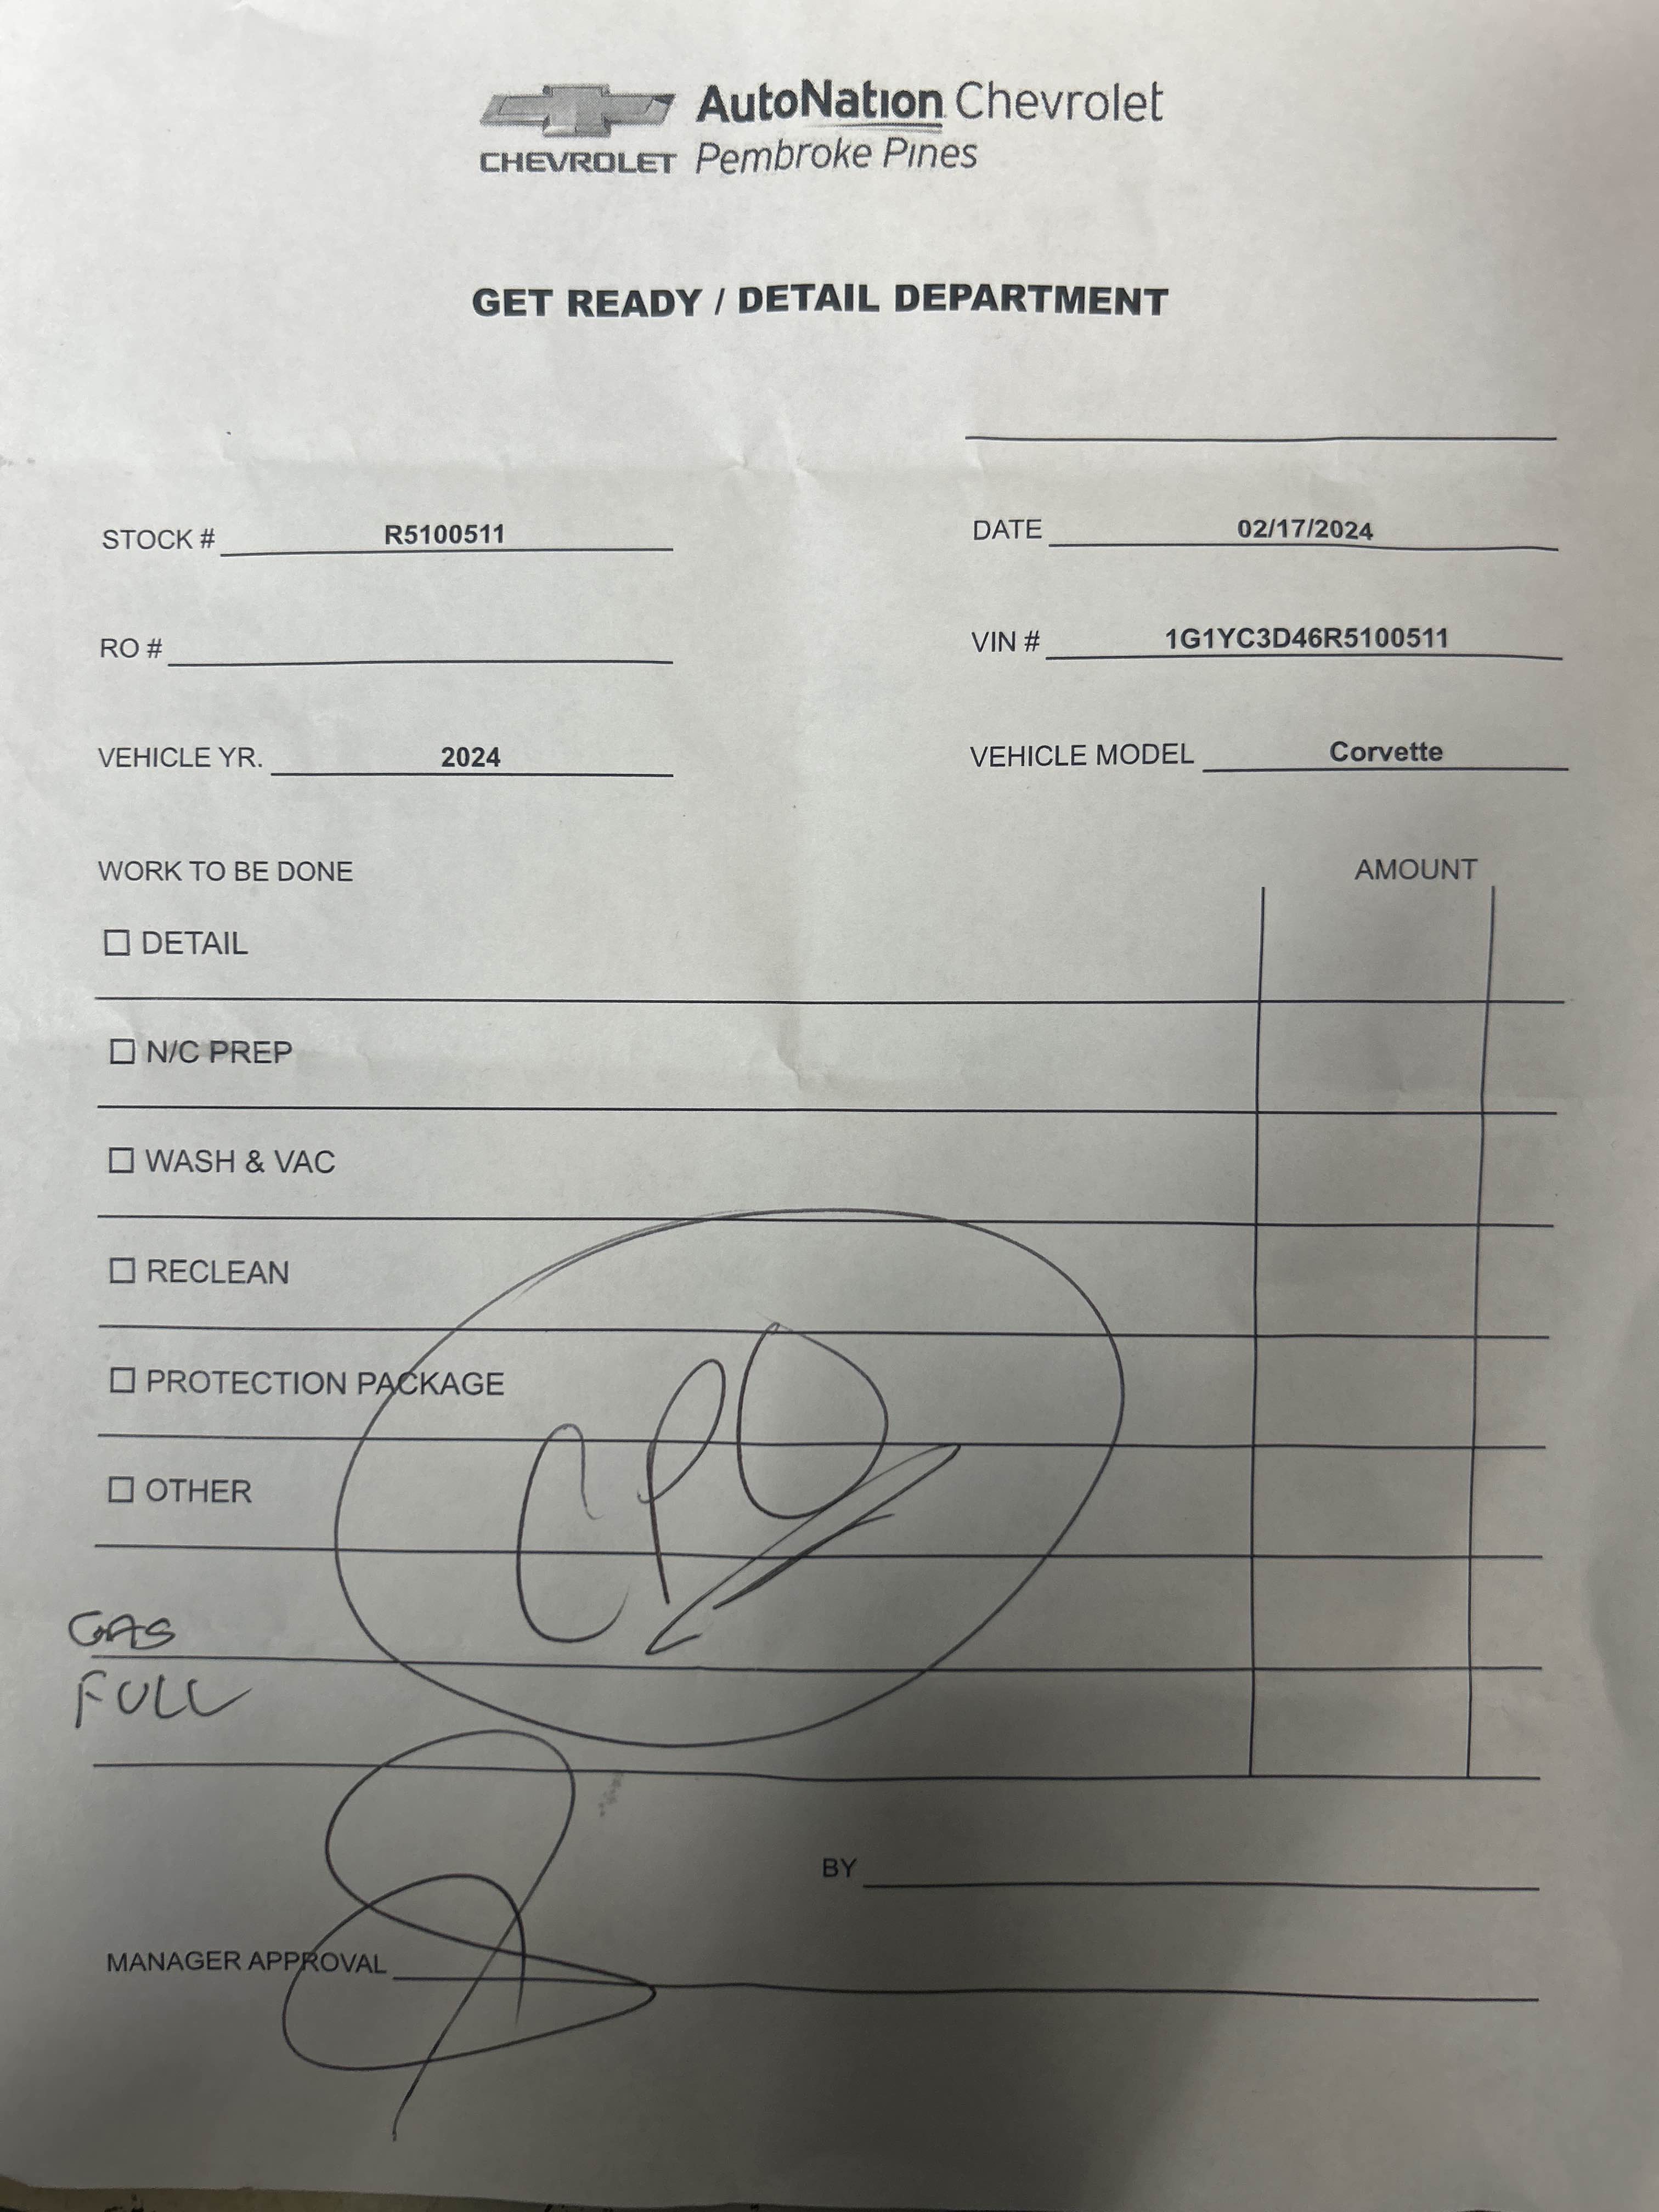 AutoNation Chevrolet
CHEVROLET Pembroke Pines
GET READY / DETAIL DEPARTMENT
STOCK # R5100511 DATE 02/17/2024
RO # VIN # 1G1YC3D46R5100511
VEHICLE YR. 2024 VEHICLE MODEL Corvette
WORK TO BE DONE AMOUNT
DETAIL
N/C PREP
WASH & VAC
RECLEAN
PROTECTION PACKAGE
CPO
OTHER
GAS
FULL
BY
MANAGER APPROVAL